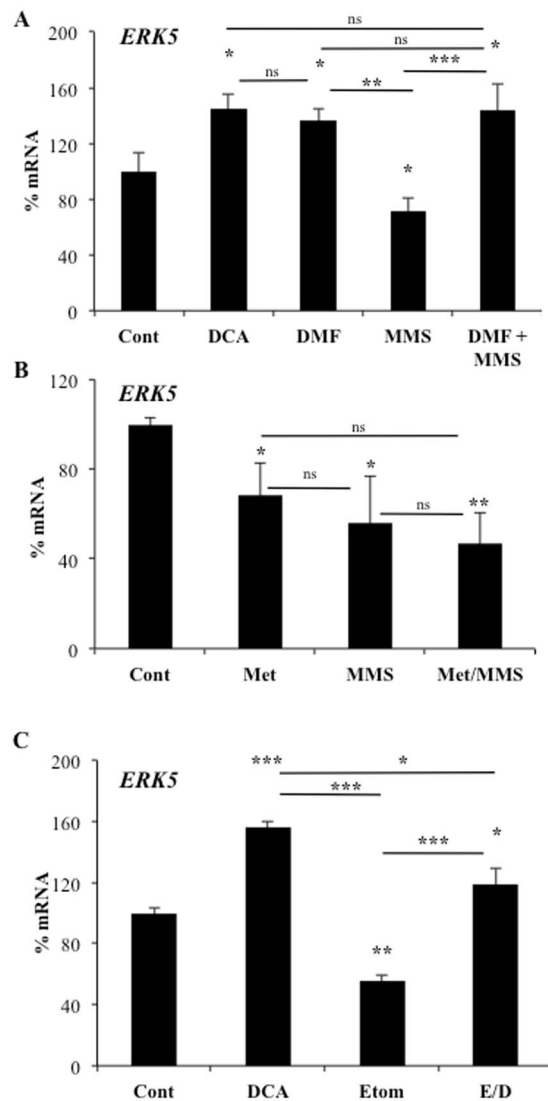 A
ERK5
ns
200
*
*
ns
*
ns
**
***
160
120
*
80
40
0
% mRNA
Cont DCA DMF MMS DMF +
MMS
B
120
ERK5
ns
*
ns
*
ns
**
80
40
0
% mRNA
Cont Met MMS Met/MMS
C
200
ERK5
***
*
***
160
***
*
120
**
80
40
0
% mRNA
Cont DCA Etom E/D